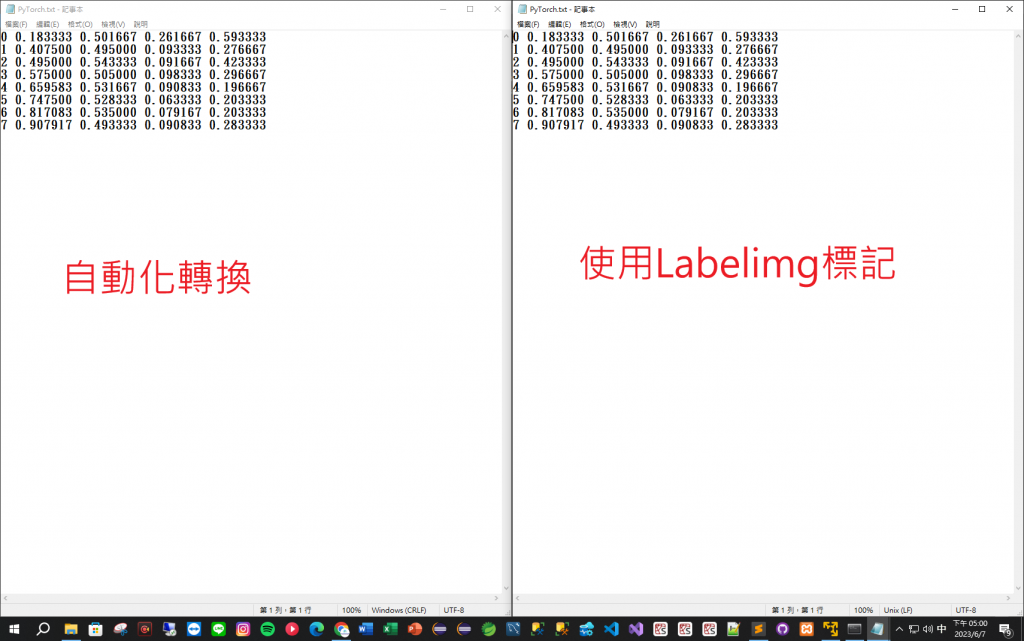 PyTorch.txt - 記事本
檔案(F) 編輯(E) 格式(O) 檢視(V) 說明
0 0.183333 0.501667 0.261667 0.593333
1 0.407500 0.495000 0.093333 0.276667
2 0.495000 0.543333 0.091667 0.423333
3 0.575000 0.505000 0.098333 0.296667
4 0.659583 0.531667 0.090833 0.196667
5 0.747500 0.528333 0.063333 0.203333
6 0.817083 0.535000 0.079167 0.203333
7 0.907917 0.493333 0.090833 0.283333
自動化轉換
第 1 列，第 1 行 100% Windows (CRLF) UTF-8
PyTorch.txt - 記事本
檔案(F) 編輯(E) 格式(O) 檢視(V) 說明
0 0.183333 0.501667 0.261667 0.593333
1 0.407500 0.495000 0.093333 0.276667
2 0.495000 0.543333 0.091667 0.423333
3 0.575000 0.505000 0.098333 0.296667
4 0.659583 0.531667 0.090833 0.196667
5 0.747500 0.528333 0.063333 0.203333
6 0.817083 0.535000 0.079167 0.203333
7 0.907917 0.493333 0.090833 0.283333
使用Labelimg標記
第 1 列，第 1 行 100% Unix (LF) UTF-8
中
下午 05:00
2023/6/7